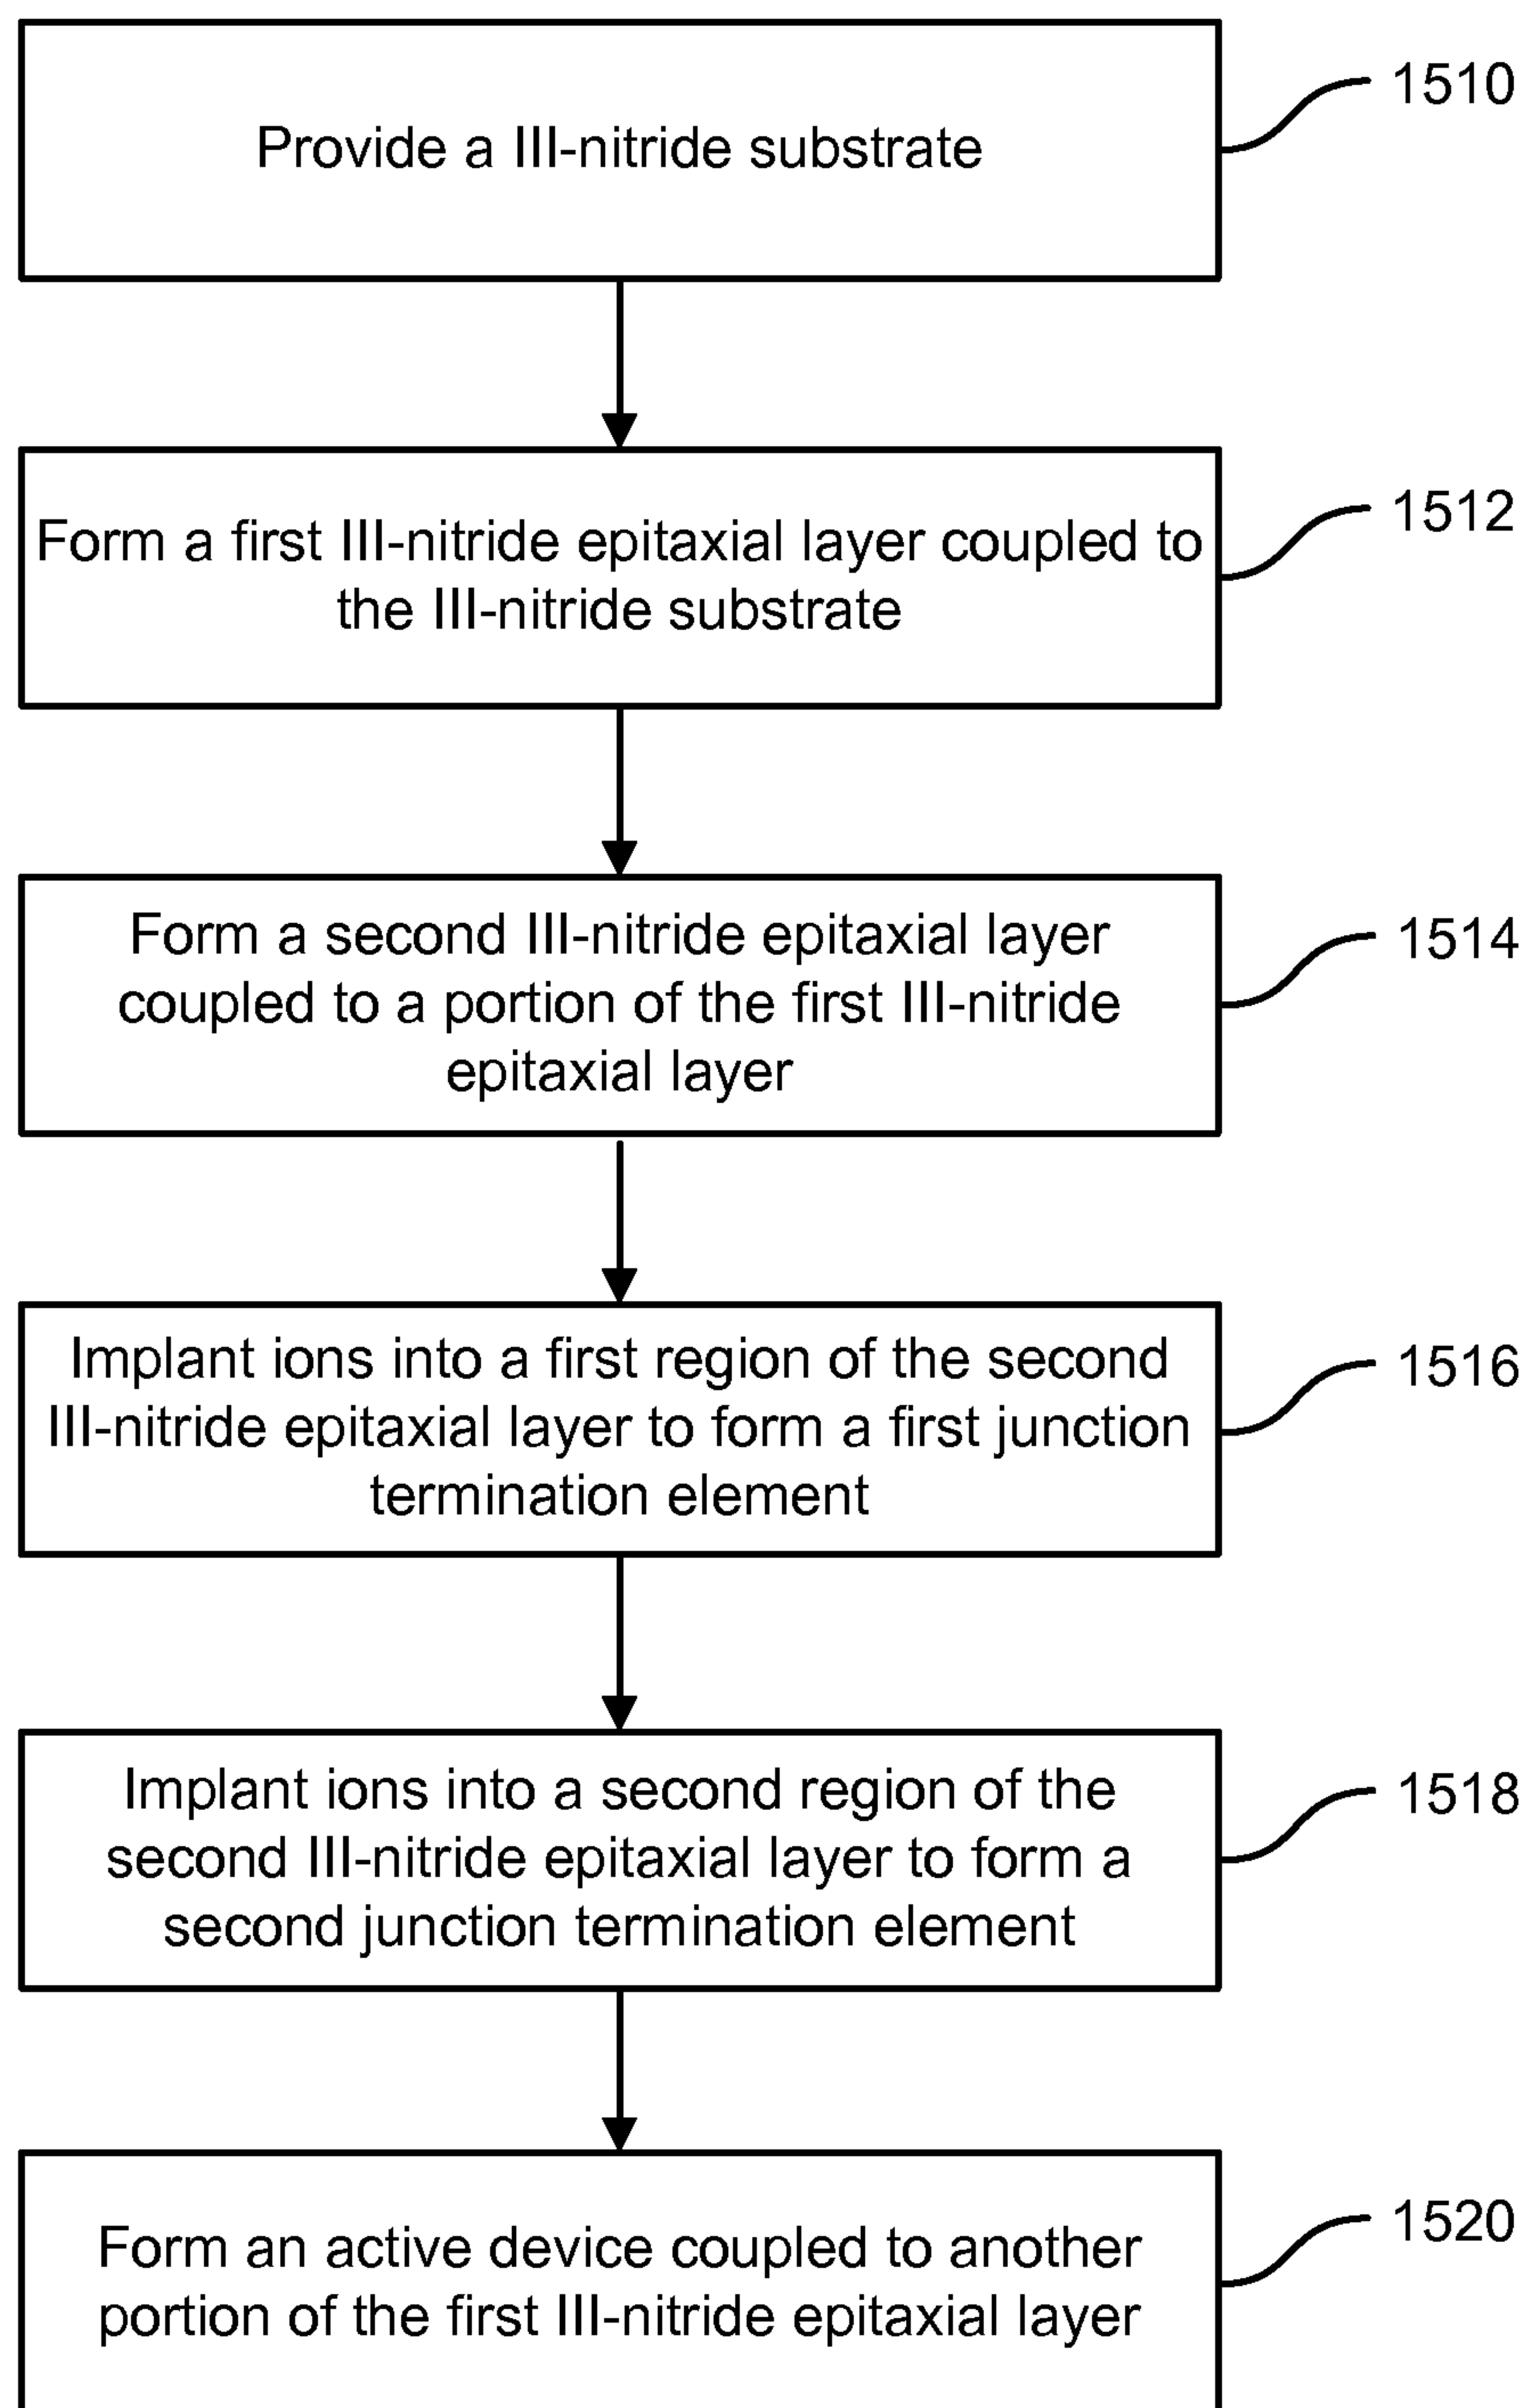 Provide a III-nitride substrate
1510
Form a first III-nitride epitaxial layer coupled to
the III-nitride substrate
1512
Form a second III-nitride epitaxial layer
coupled to a portion of the first III-nitride
epitaxial layer
1514
Implant ions into a first region of the second
III-nitride epitaxial layer to form a first junction
termination element
1516
Implant ions into a second region of the
second III-nitride epitaxial layer to form a
second junction termination element
1518
Form an active device coupled to another
portion of the first III-nitride epitaxial layer
1520